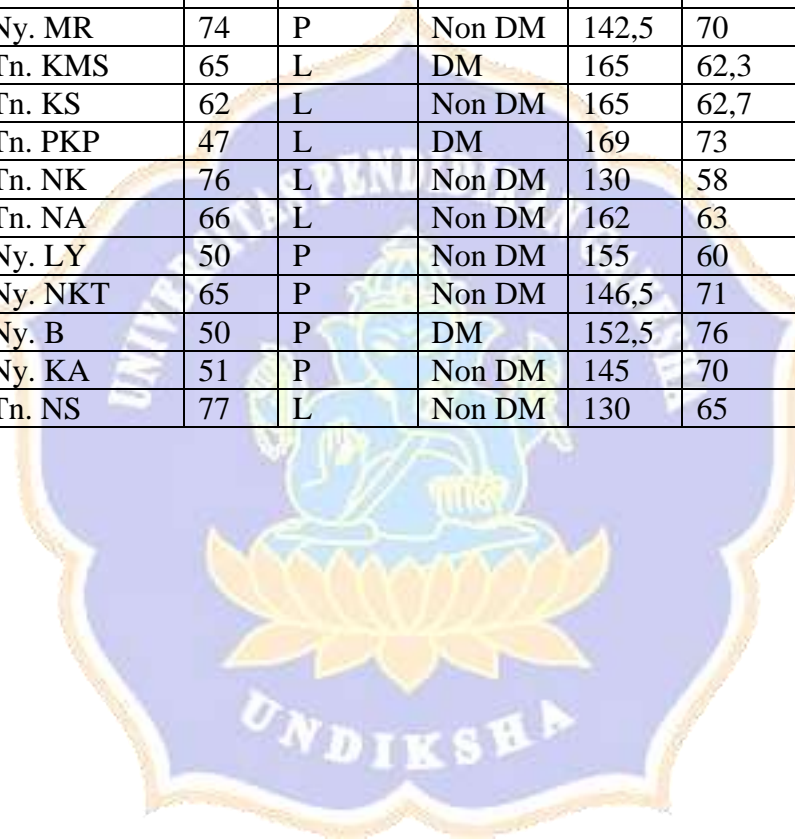 Ny. MR 74 P Non DM 142,5 70
Tn. KMS 65 L DM 165 62,3
Tn. KS 62 L Non DM 165 62,7
Tn. PKP 47 L DM 169 73
Tn. NK 76 L Non DM 130 58
Tn. NA 66 L Non DM 162 63
Ny. LY 50 P Non DM 155 60
Ny. NKT 65 P Non DM 146,5 71
Ny. B 50 P DM 152,5 76
Ny. KA 51 P Non DM 145 70
Tn. NS 77 L Non DM 130 65
UNIVERSITAS PENDIDIKAN GANESHA
UNDIKSHA